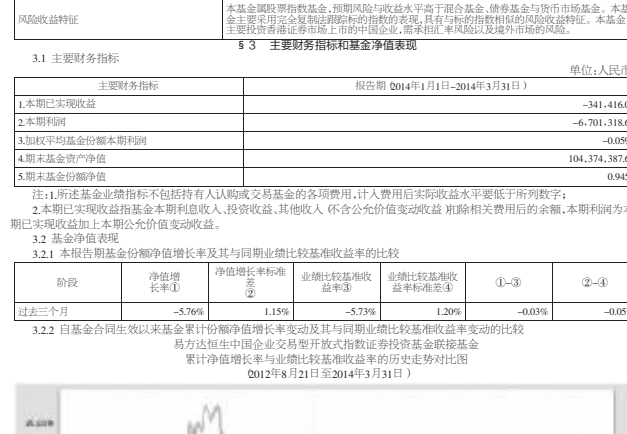 本基金属股票指数基金,预期风险与收益水平高于混合基金、债券基金与货币市场基金。本基
风险收益特征
金主要采用完全复制法跟踪标的指数的表现,具有与标的指数相似的风险收益特征。本基金
主要投资香港证券市场上市的中国企业,需承担汇率风险以及境外市场的风险。
§3 主要财务指标和基金净值表现
3.1 主要财务指标
单位:人民币
主要财务指标 报告期(2014年1月1日-2014年3月31日)
1.本期已实现收益 -341,416.0
2.本期利润 -6,701,318.6
3.加权平均基金份额本期利润 -0.059
4.期末基金资产净值 104,374,387.6
5.期末基金份额净值 0.945
注:1.所述基金业绩指标不包括持有人认购或交易基金的各项费用,计入费用后实际收益水平要低于所列数字;
2.本期已实现收益指基金本期利息收入、投资收益、其他收入(不含公允价值变动收益)扣除相关费用后的余额,本期利润为本
期已实现收益加上本期公允价值变动收益。
3.2 基金净值表现
3.2.1 本报告期基金份额净值增长率及其与同期业绩比较基准收益率的比较
阶段 净值增长率① 净值增长率标准差② 业绩比较基准收益率③ 业绩比较基准收益率标准差④ ①-③ ②-④
过去三个月 -5.76% 1.15% -5.73% 1.20% -0.03% -0.05
3.2.2 自基金合同生效以来基金累计份额净值增长率变动及其与同期业绩比较基准收益率变动的比较
易方达恒生中国企业交易型开放式指数证券投资基金联接基金
累计净值增长率与业绩比较基准收益率的历史走势对比图
(2012年8月21日至2014年3月31日)